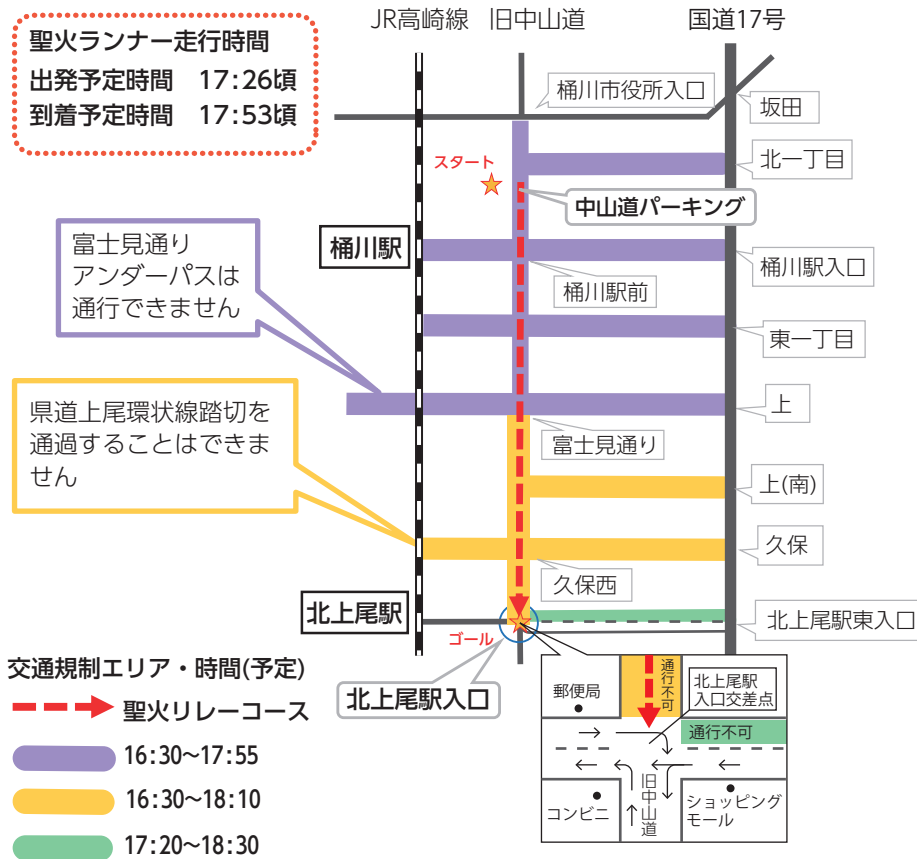 JR高崎線 旧中山道 国道17号
聖火ランナー走行時間
出発予定時間 17:26頃
到着予定時間 17:53頃
桶川市役所入口
坂田
北一丁目
スタート
中山道パーキング
富士見通り
アンダーパスは
通行できません
桶川駅
桶川駅入口
桶川駅前
東一丁目
県道上尾環状線踏切を
通過することはできま
せん
上
富士見通り
上(南)
久保
久保西
北上尾駅
北上尾駅東入口
ゴール
北上尾駅入口
交通規制エリア・時間(予定)
聖火リレーコース
16:30～17:55
16:30～18:10
17:20～18:30
郵便局
通行不可
北上尾駅
入口交差点
通行不可
コンビニ
旧中山道
ショッピング
モール